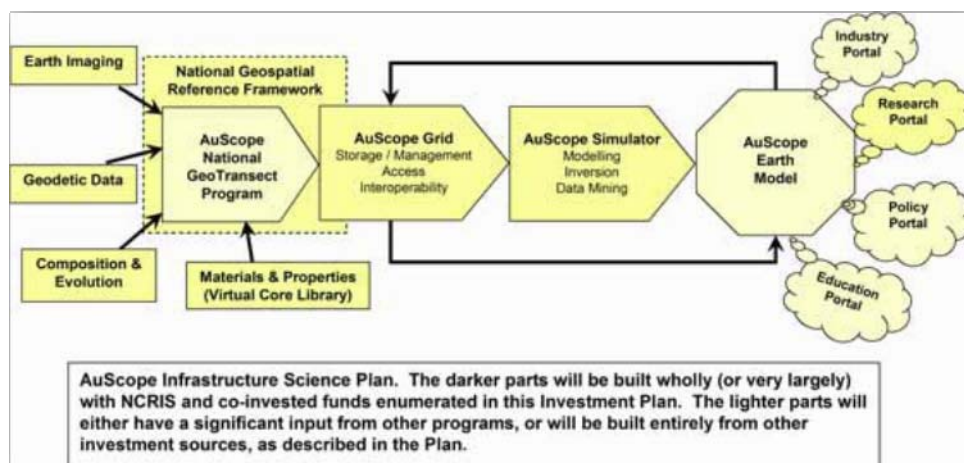 Earth Imaging
Geodetic Data
Composition &
Evolution
National Geospatial
Reference Framework
AuScope
National
GeoTransect
Program
Materials & Properties
(Virtual Core Library)
AuScope Grid
Storage / Management
Access
Interoperability
AuScope Simulator
Modelling
Inversion
Data Mining
AuScope
Earth
Model
Industry
Portal
Research
Portal
Policy
Portal
Education
Portal
AuScope Infrastructure Science Plan. The darker parts will be built wholly (or very largely)
with NCRIS and co-invested funds enumerated in this Investment Plan. The lighter parts will
either have a significant input from other programs, or will be built entirely from other
investment sources, as described in the Plan.